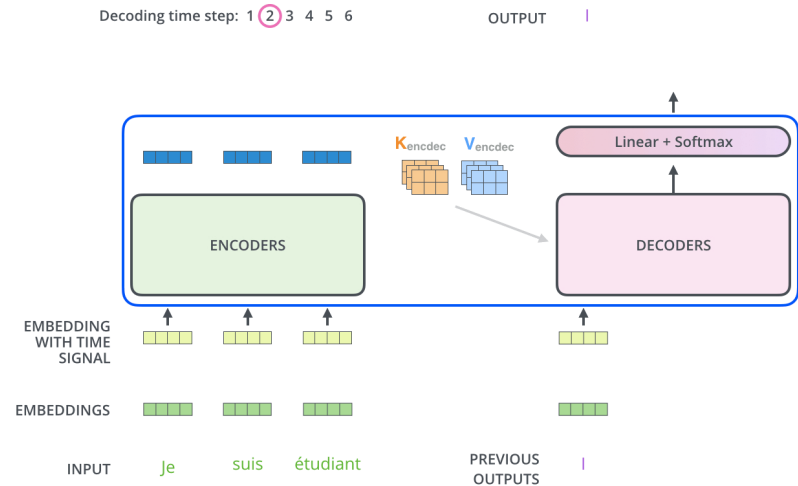 Decoding time step: 1 2 3 4 5 6
OUTPUT I
Kencdec
Vencdec
Linear + Softmax
ENCODERS
DECODERS
EMBEDDING
WITH TIME
SIGNAL
EMBEDDINGS
INPUT
Je suis étudiant
PREVIOUS
OUTPUTS
I